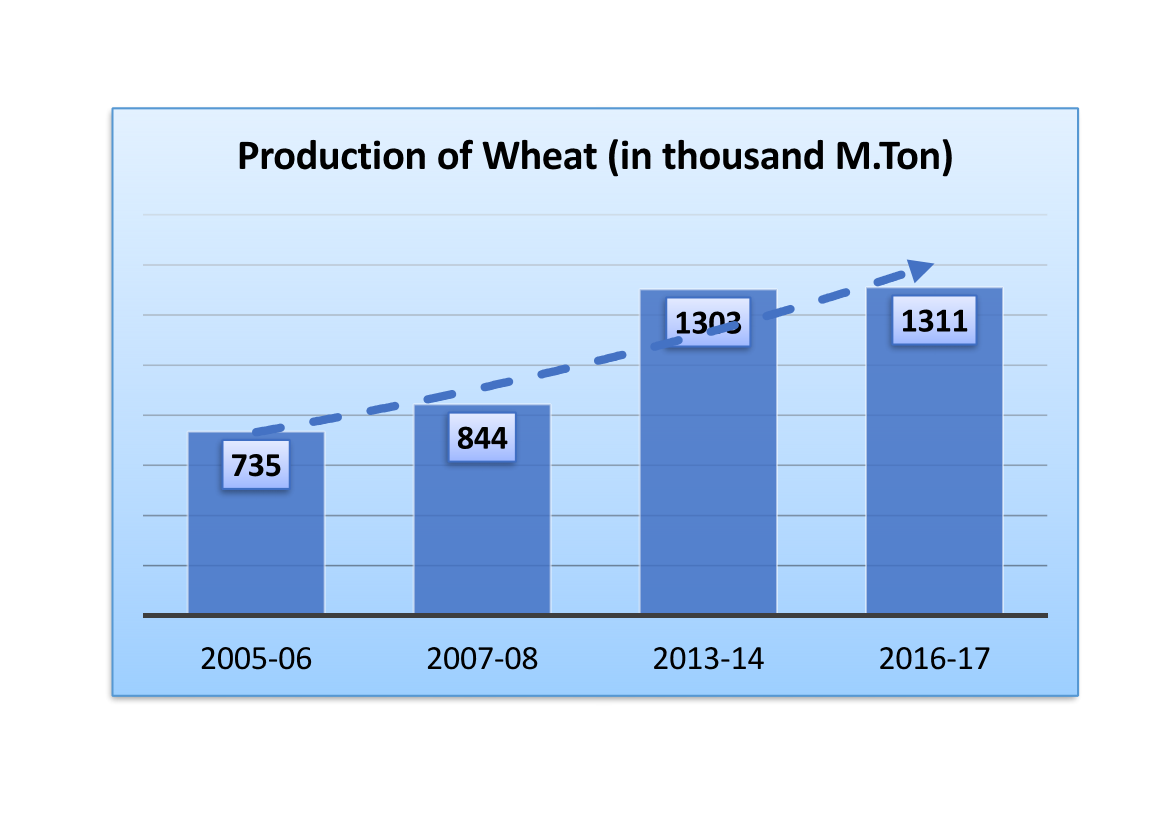 Production of Wheat (in thousand M.Ton)
1303
1311
844
735
2005-06 2007-08 2013-14 2016-17